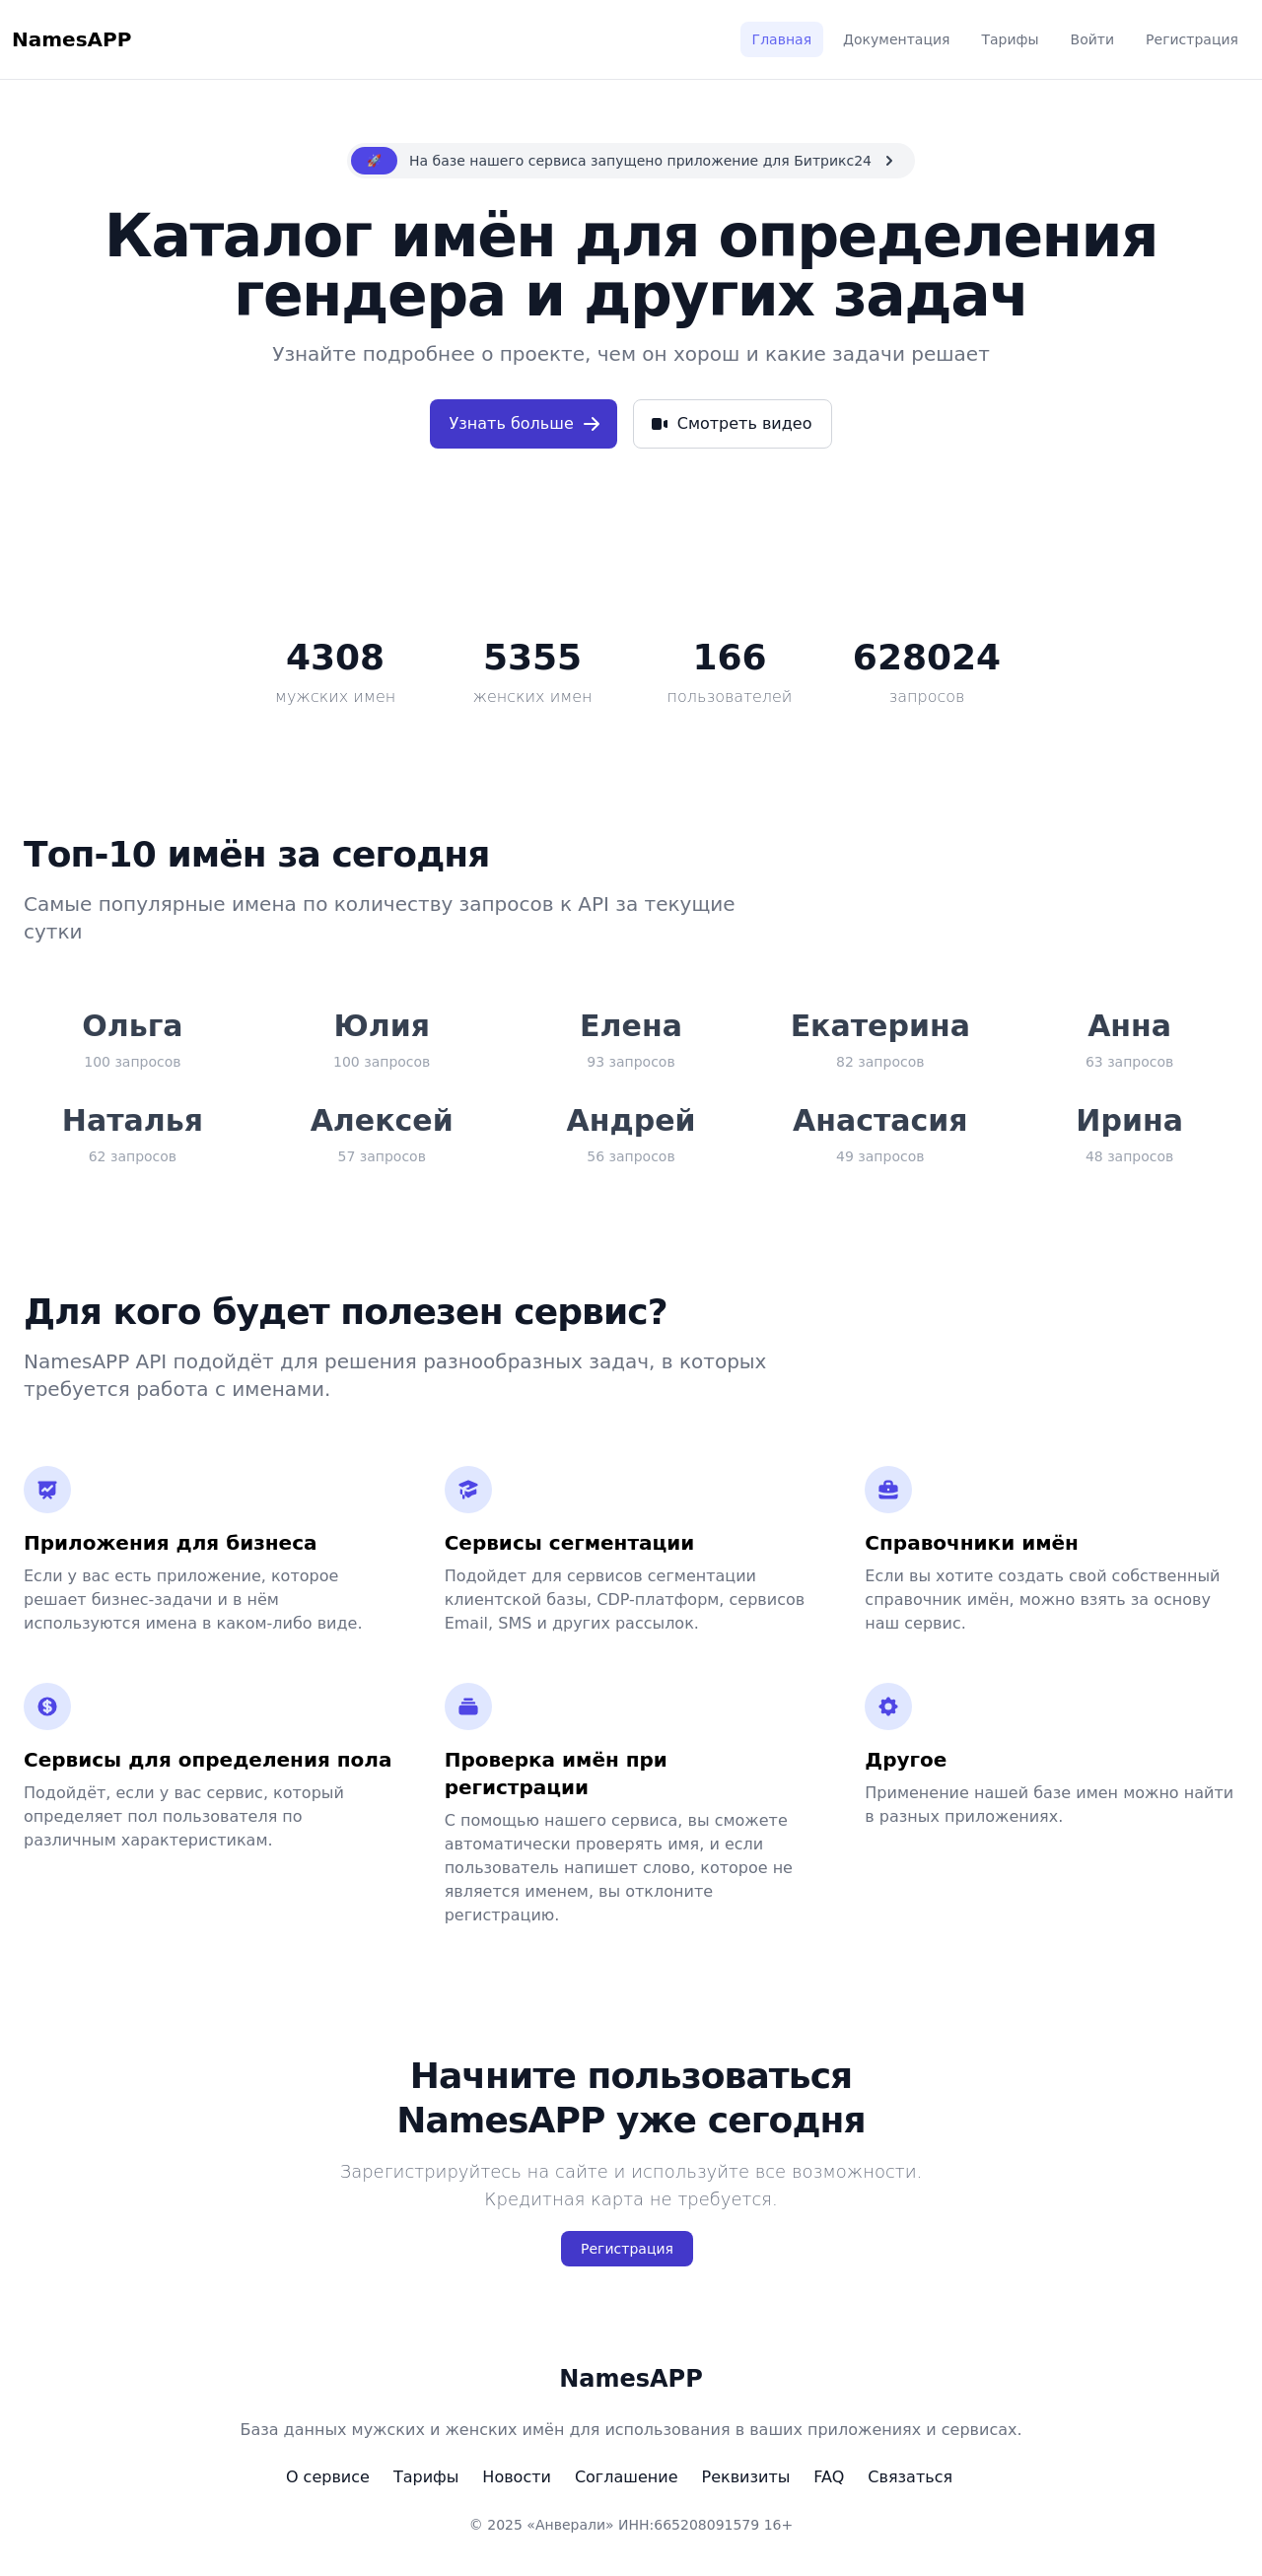 NamesAPP
Главная
Документация
Тарифы
Войти
Регистрация
🚀 На базе нашего сервиса запущено приложение для Битрикс24
Каталог имён для определения
гендера и других задач
Узнайте подробнее о проекте, чем он хорош и какие задачи решает
Узнать больше
Смотреть видео
4308
мужских имен
5355
женских имен
166
пользователей
628024
запросов
Топ-10 имён за сегодня
Самые популярные имена по количеству запросов к API за текущие
сутки
Ольга
100 запросов
Юлия
100 запросов
Елена
93 запросов
Екатерина
82 запросов
Анна
63 запросов
Наталья
62 запросов
Алексей
57 запросов
Андрей
56 запросов
Анастасия
49 запросов
Ирина
48 запросов
Для кого будет полезен сервис?
NamesAPP API подойдёт для решения разнообразных задач, в которых
требуется работа с именами.
Приложения для бизнеса
Если у вас есть приложение, которое
решает бизнес-задачи и в нём
используются имена в каком-либо виде.
Сервисы сегментации
Подойдет для сервисов сегментации
клиентской базы, CDP-платформ, сервисов
Email, SMS и других рассылок.
Справочники имён
Если вы хотите создать свой собственный
справочник имён, можно взять за основу
наш сервис.
Сервисы для определения пола
Подойдёт, если у вас сервис, который
определяет пол пользователя по
различным характеристикам.
Проверка имён при
регистрации
С помощью нашего сервиса, вы сможете
автоматически проверять имя, и если
пользователь напишет слово, которое не
является именем, вы отклоните
регистрацию.
Другое
Применение нашей базе имен можно найти
в разных приложениях.
Начните пользоваться
NamesAPP уже сегодня
Зарегистрируйтесь на сайте и используйте все возможности.
Кредитная карта не требуется.
Регистрация
NamesAPP
База данных мужских и женских имён для использования в ваших приложениях и сервисах.
О сервисе
Тарифы
Новости
Соглашение
Реквизиты
FAQ
Связаться
© 2025 «Анверали» ИНН:665208091579 16+